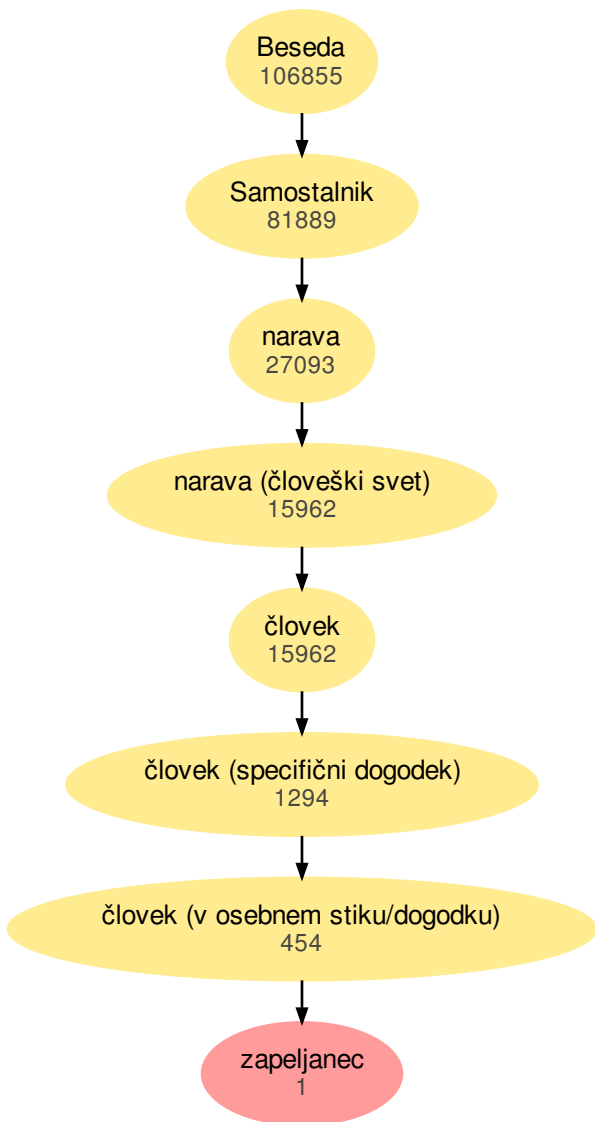 Beseda
106855
Samostalnik
81889
narava
27093
narava (človeški svet)
15962
človek
15962
človek (specifični dogodek)
1294
človek (v osebnem stiku/dogodku)
454
zapeljanec
1